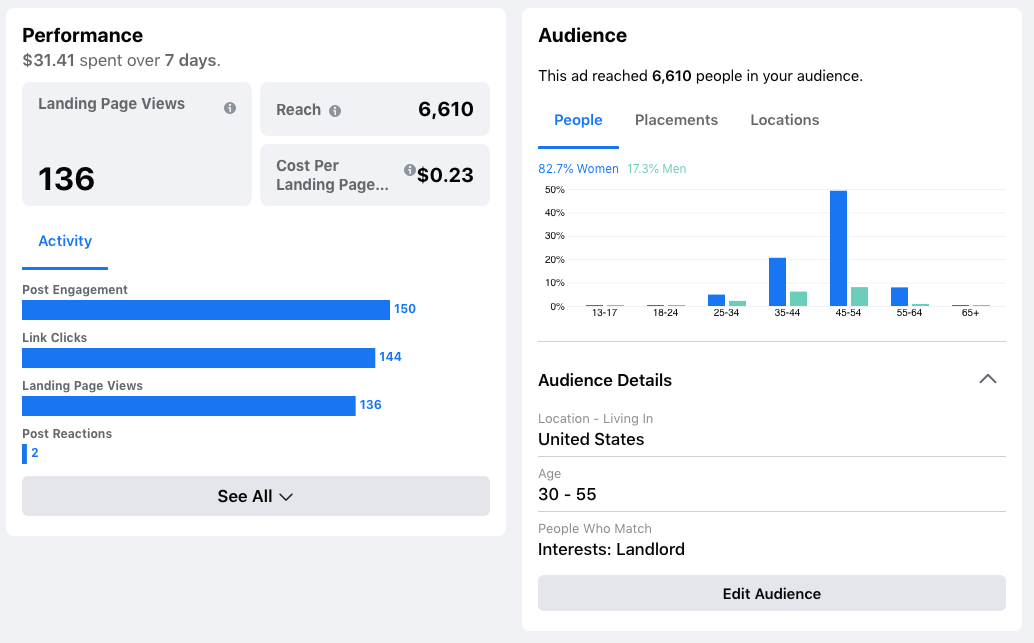 Performance
$31.41 spent over 7 days.
Landing Page Views
136
Reach
6,610
Cost Per
Landing Page...
$0.23
Activity
Post Engagement
150
Link Clicks
144
Landing Page Views
136
Post Reactions
2
See All
Audience
This ad reached 6,610 people in your audience.
People Placements Locations
82.7% Women 17.3% Men
50%
40%
30%
20%
10%
0%
13-17 18-24 25-34 35-44 45-54 55-64 65+
Audience Details
Location - Living In
United States
Age
30 - 55
People Who Match
Interests: Landlord
Edit Audience